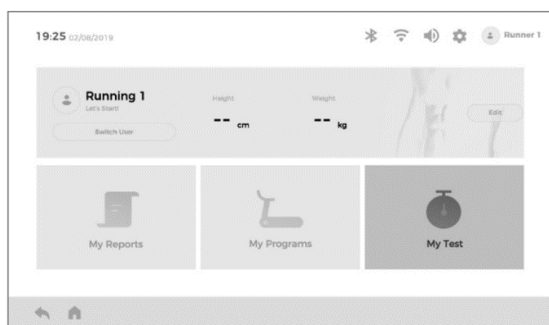 19:25 02/08/2019
Runner 1
Running 1
Let's Start!
Switch User
Height
-- cm
Weight
-- kg
Edit
My Reports
My Programs
My Test